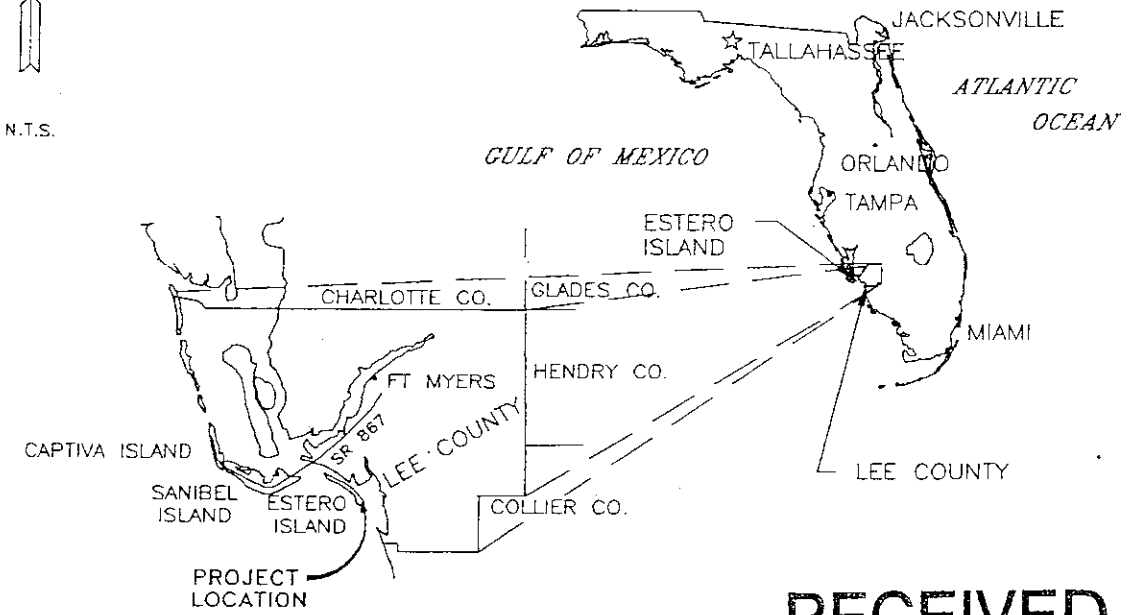 JACKSONVILLE
TALLAHASSEE
ATLANTIC
OCEAN
N.T.S.
GULF OF MEXICO
ORLANDO
TAMPA
ESTERO
ISLAND
CHARLOTTE CO.
GLADES CO.
MIAMI
HENDRY CO.
FT MYERS
SR 867
LEE COUNTY
CAPTIVA ISLAND
LEE COUNTY
SANIBEL
ISLAND
ESTERO
ISLAND
COLLIER CO.
PROJECT
LOCATION
RECEIVED